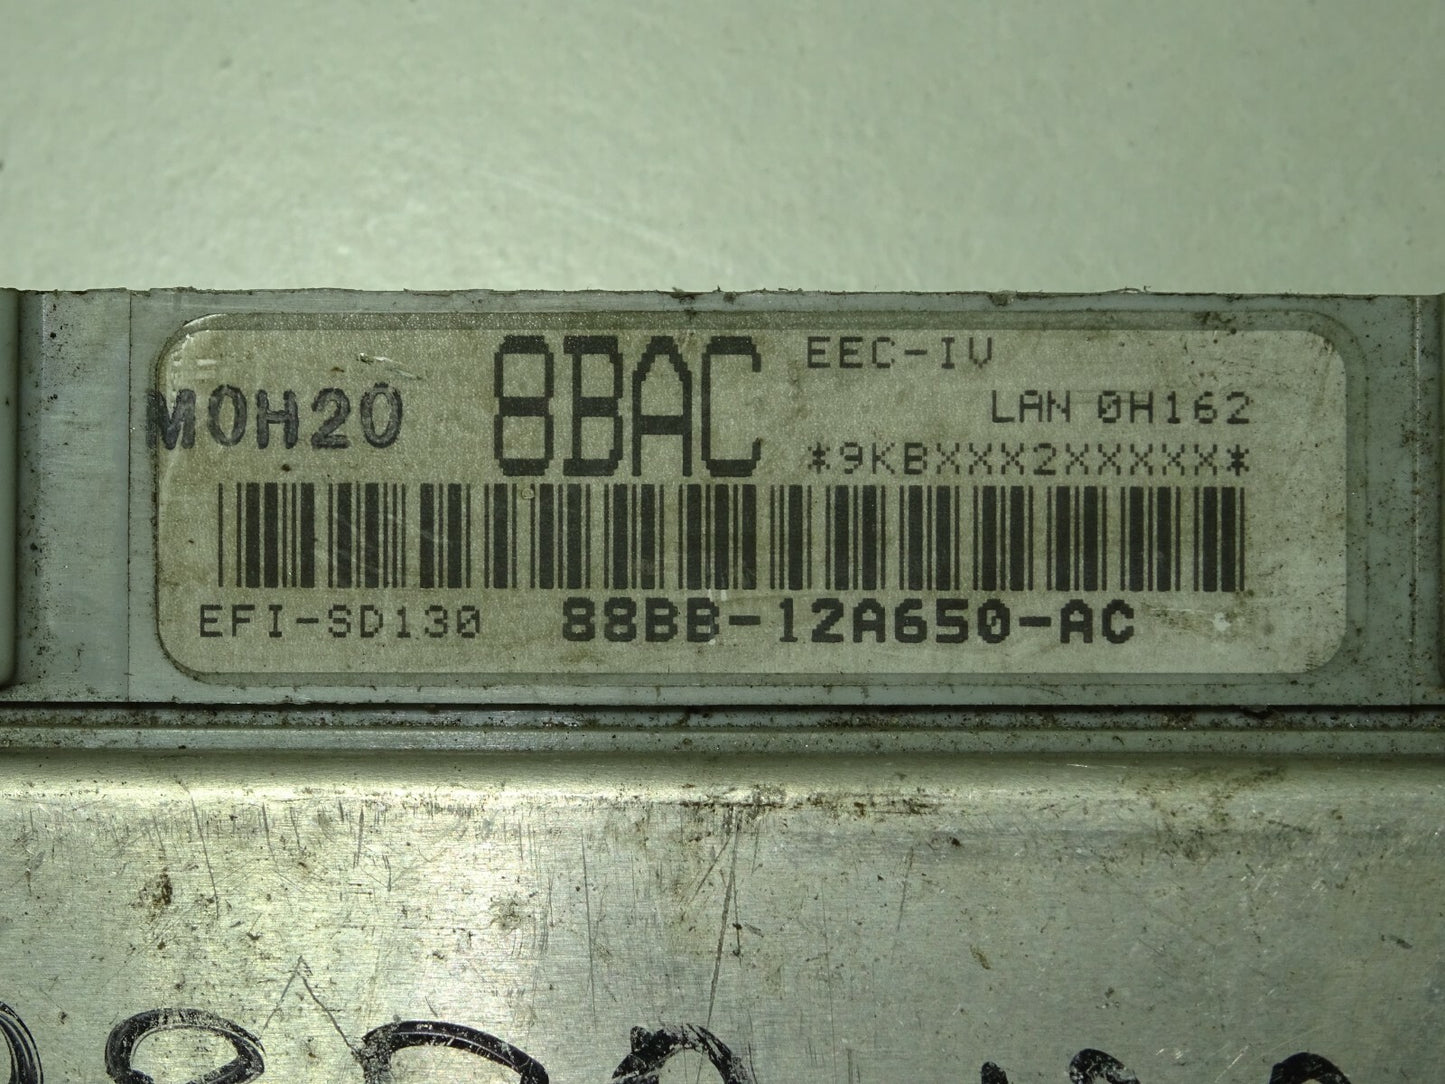 8BAC EEC-IV
M0H20
LAN 0H162
*9KBXXX2XXXXX*
EFI-SD130 88BB-12A650-AC